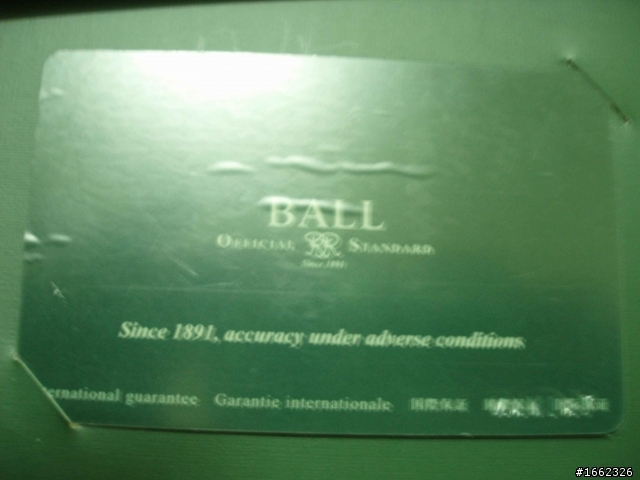 BALL
OFFICIAL RR STANDARD
Since 1891
Since 1891, accuracy under adverse conditions
ernational guarantee Garantie internationale 国際保証
#1662326